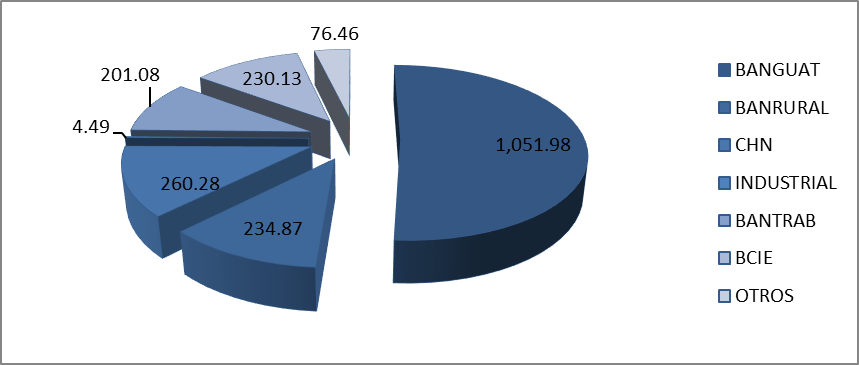 76.46
230.13
201.08
4.49
260.28
234.87
1,051.98
BANGUAT
BANRURAL
CHN
INDUSTRIAL
BANTRAB
BCIE
OTROS